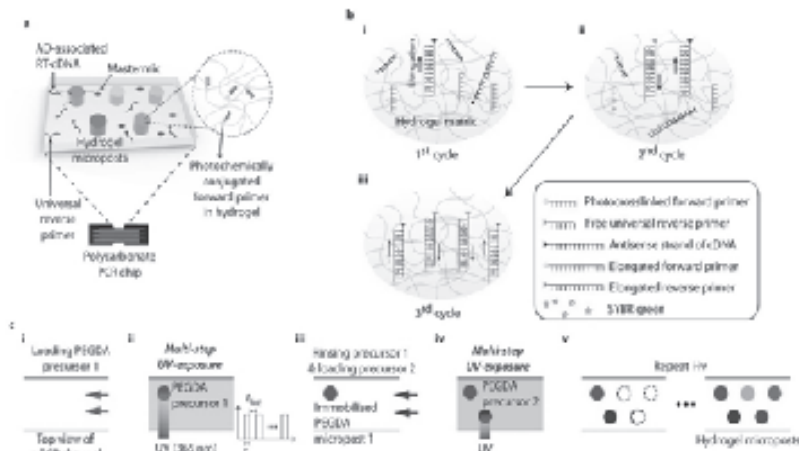 a
AD-associated
RT-cDNA
Mastermix
Hydrogel
microposts
Universal
reverse
primer
Photochemically
conjugated
forward primer
in hydrogel
Polycarbonate
PCR chip
b
i
Hydrogel matrix
1st cycle
ii
2nd cycle
iii
3rd cycle
Photocrosslinked forward primer
Free universal reverse primer
Antisense strand of cDNA
Elongated forward primer
Elongated reverse primer
SYBR green
c
i
Loading PEGDA
precursor 1
Top view of
ii
Multi-step
UV-exposure
PEGDA
precursor 1
UV (365 nm)
iii
Rinsing precursor 1
& loading precursor 2
Immobilised
PEGDA
micropost 1
iv
Multi-step
UV-exposure
PEGDA
precursor 2
UV
v
Repeat i-iv
Hydrogel microposts